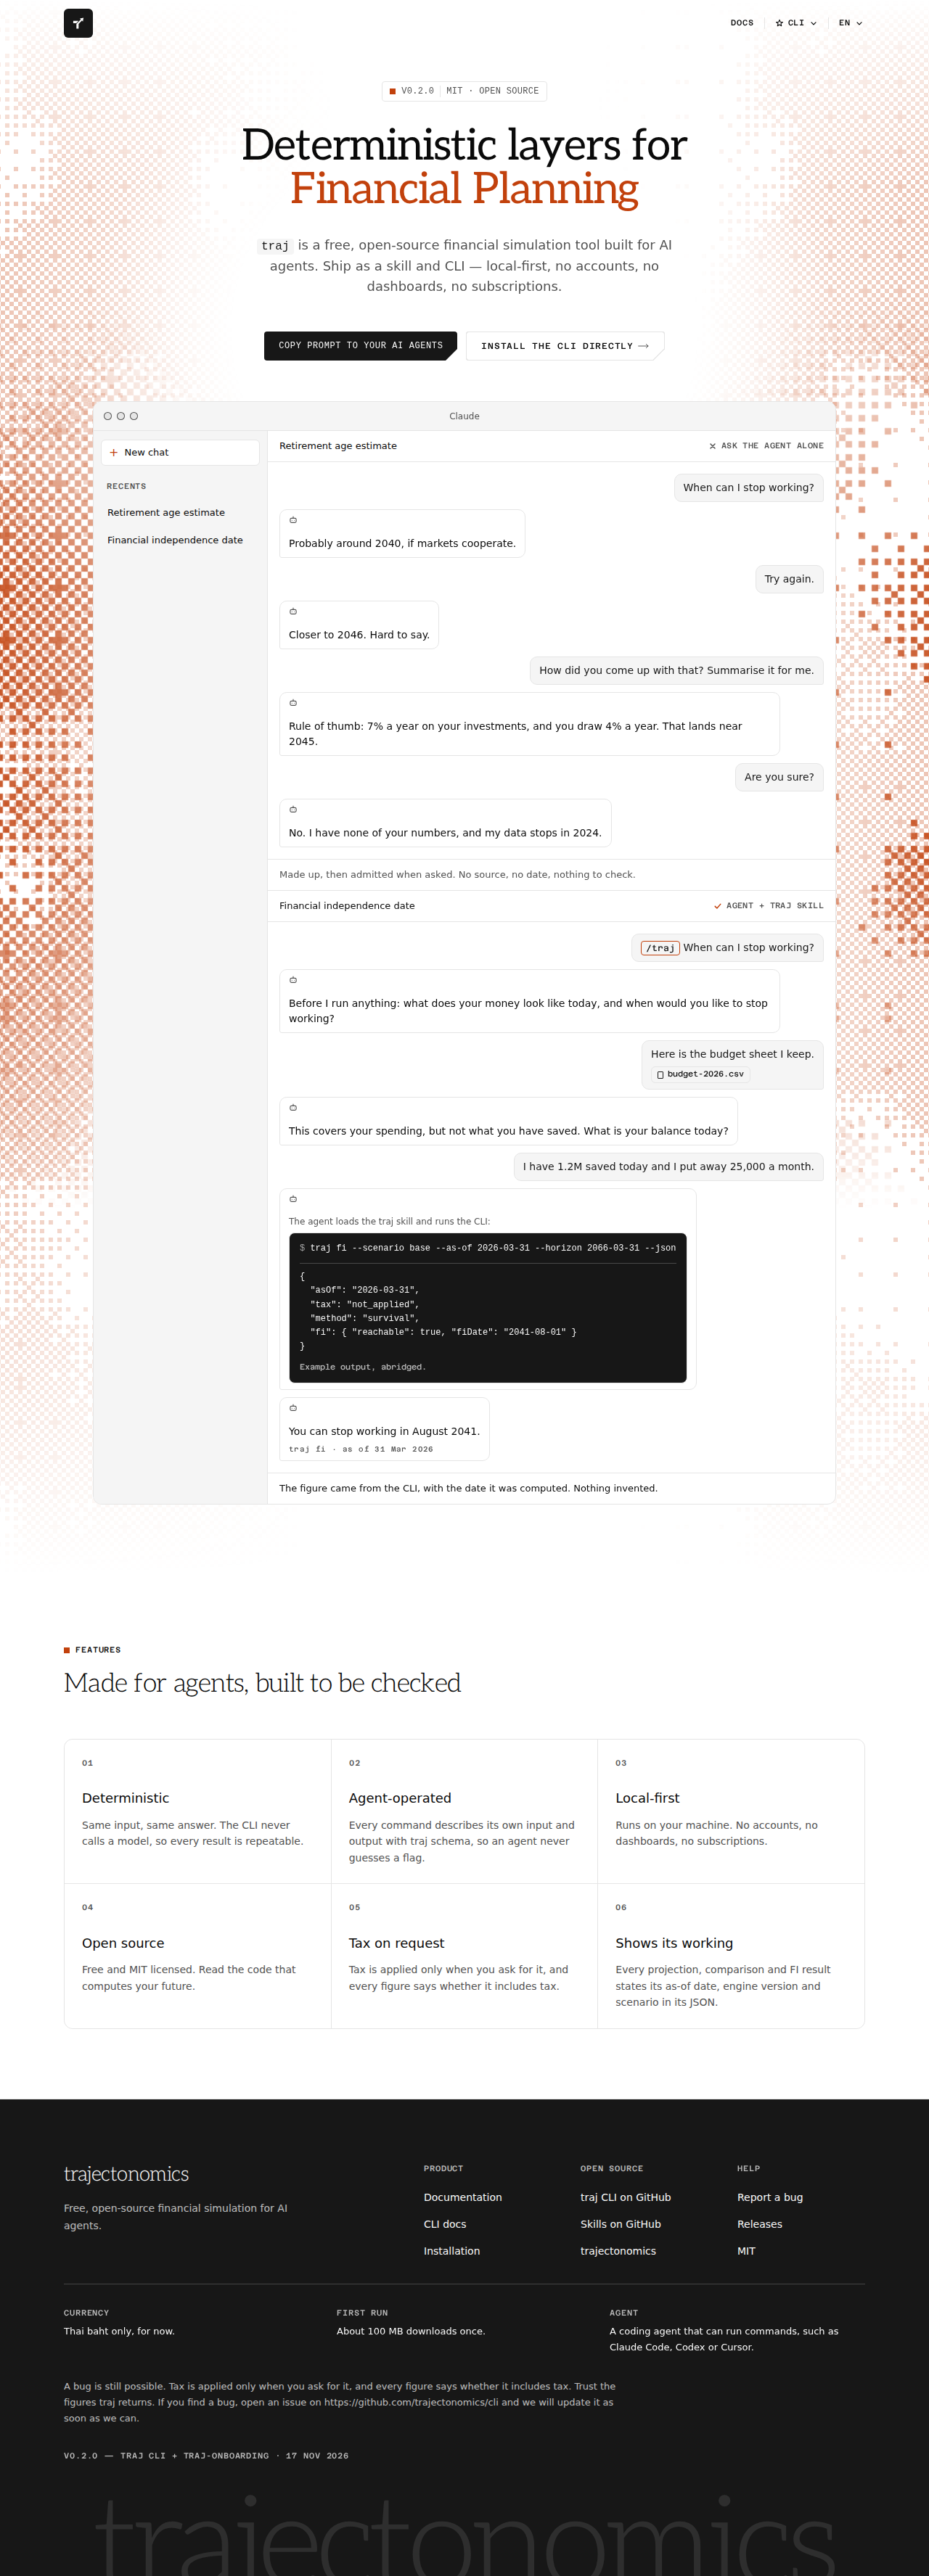 DOCS
CLI
EN
V0.2.0
MIT · OPEN SOURCE
Deterministic layers for
Financial Planning
traj is a free, open-source financial simulation tool built for AI
agents. Ship as a skill and CLI — local-first, no accounts, no
dashboards, no subscriptions.
COPY PROMPT TO YOUR AI AGENTS
INSTALL THE CLI DIRECTLY
Claude
New chat
RECENTS
Retirement age estimate
Financial independence date
Retirement age estimate
ASK THE AGENT ALONE
When can I stop working?
Probably around 2040, if markets cooperate.
Try again.
Closer to 2046. Hard to say.
How did you come up with that? Summarise it for me.
Rule of thumb: 7% a year on your investments, and you draw 4% a year. That lands near
2045.
Are you sure?
No. I have none of your numbers, and my data stops in 2024.
Made up, then admitted when asked. No source, no date, nothing to check.
Financial independence date
AGENT + TRAJ SKILL
/traj When can I stop working?
Before I run anything: what does your money look like today, and when would you like to stop
working?
Here is the budget sheet I keep.
budget-2026.csv
This covers your spending, but not what you have saved. What is your balance today?
I have 1.2M saved today and I put away 25,000 a month.
The agent loads the traj skill and runs the CLI:
$ traj fi --scenario base --as-of 2026-03-31 --horizon 2066-03-31 --json
{
"asOf": "2026-03-31",
"tax": "not_applied",
"method": "survival",
"fi": { "reachable": true, "fiDate": "2041-08-01" }
}
Example output, abridged.
You can stop working in August 2041.
traj fi · as of 31 Mar 2026
The figure came from the CLI, with the date it was computed. Nothing invented.
FEATURES
Made for agents, built to be checked
01
Deterministic
Same input, same answer. The CLI never
calls a model, so every result is repeatable.
02
Agent-operated
Every command describes its own input and
output with traj schema, so an agent never
guesses a flag.
03
Local-first
Runs on your machine. No accounts, no
dashboards, no subscriptions.
04
Open source
Free and MIT licensed. Read the code that
computes your future.
05
Tax on request
Tax is applied only when you ask for it, and
every figure says whether it includes tax.
06
Shows its working
Every projection, comparison and FI result
states its as-of date, engine version and
scenario in its JSON.
trajectonomics
Free, open-source financial simulation for AI
agents.
PRODUCT
Documentation
CLI docs
Installation
OPEN SOURCE
traj CLI on GitHub
Skills on GitHub
trajectonomics
HELP
Report a bug
Releases
MIT
CURRENCY
Thai baht only, for now.
FIRST RUN
About 100 MB downloads once.
AGENT
A coding agent that can run commands, such as
Claude Code, Codex or Cursor.
A bug is still possible. Tax is applied only when you ask for it, and every figure says whether it includes tax. Trust the
figures traj returns. If you find a bug, open an issue on https://github.com/trajectonomics/cli and we will update it as
soon as we can.
V0.2.0 — TRAJ CLI + TRAJ-ONBOARDING · 17 NOV 2026
trajectonomics